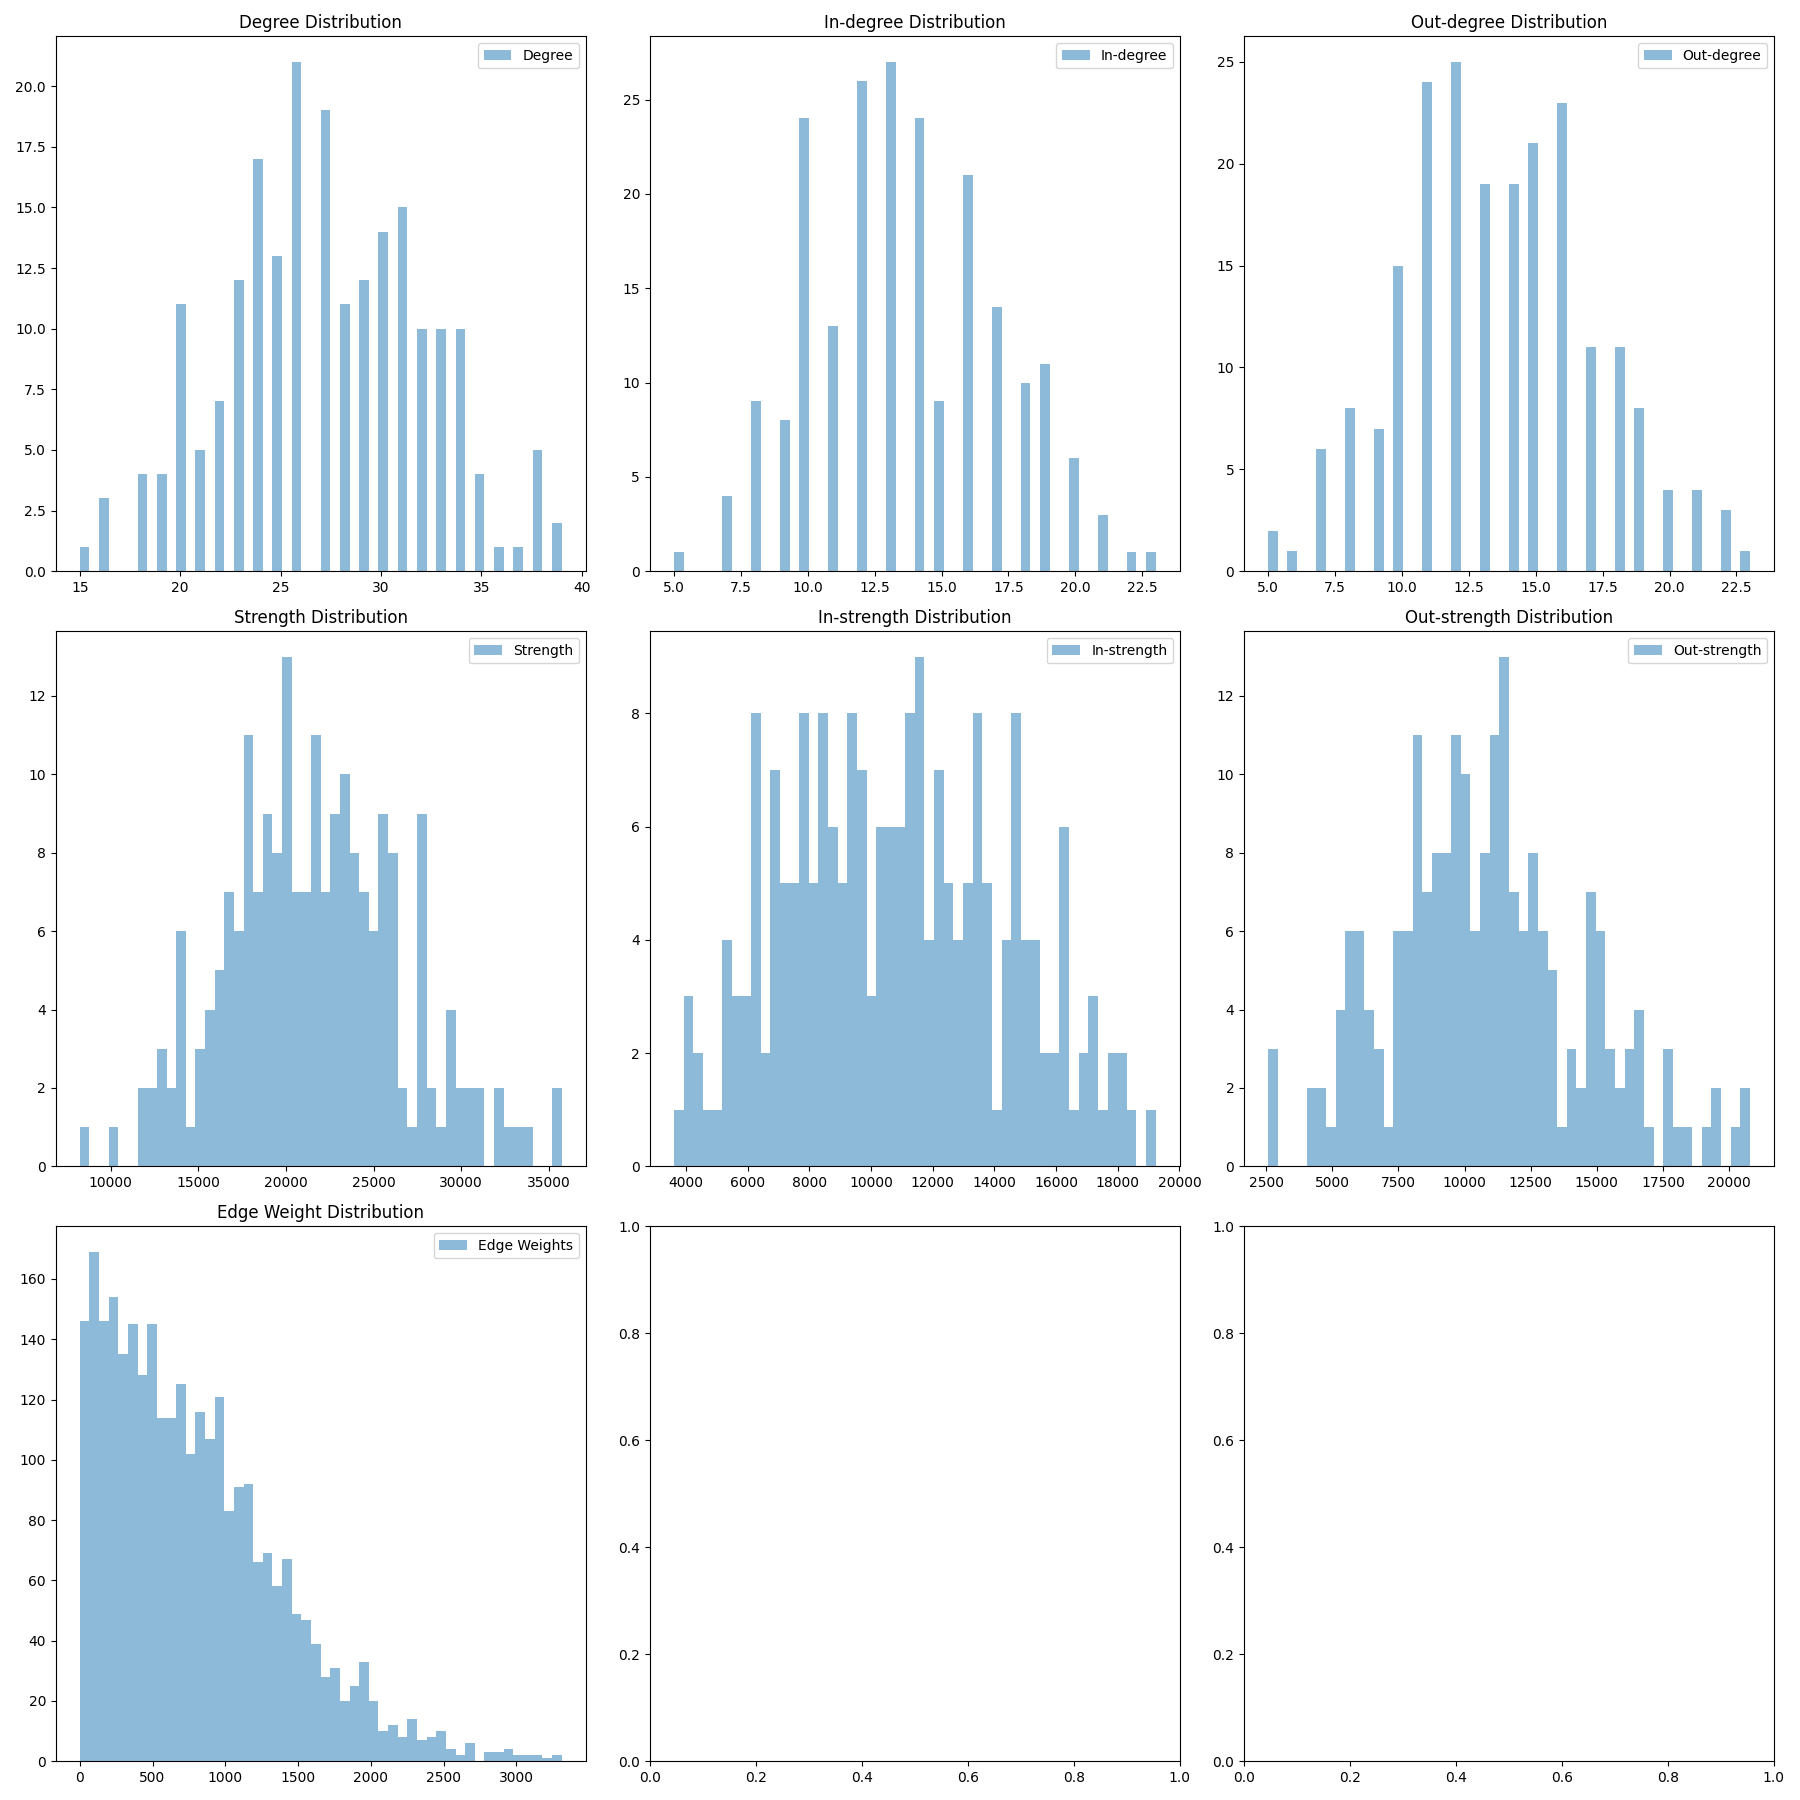 Degree Distribution
Degree
20.0
17.5
15.0
12.5
10.0
7.5
5.0
2.5
0.0
15 20 25 30 35 40
In-degree Distribution
In-degree
25
20
15
10
5
0
5.0 7.5 10.0 12.5 15.0 17.5 20.0 22.5
Out-degree Distribution
Out-degree
25
20
15
10
5
0
5.0 7.5 10.0 12.5 15.0 17.5 20.0 22.5
Strength Distribution
Strength
12
10
8
6
4
2
0
10000 15000 20000 25000 30000 35000
In-strength Distribution
In-strength
8
6
4
2
0
4000 6000 8000 10000 12000 14000 16000 18000 20000
Out-strength Distribution
Out-strength
12
10
8
6
4
2
0
2500 5000 7500 10000 12500 15000 17500 20000
Edge Weight Distribution
Edge Weights
160
140
120
100
80
60
40
20
0
0 500 1000 1500 2000 2500 3000
1.0
0.8
0.6
0.4
0.2
0.0
0.0 0.2 0.4 0.6 0.8 1.0
1.0
0.8
0.6
0.4
0.2
0.0
0.0 0.2 0.4 0.6 0.8 1.0